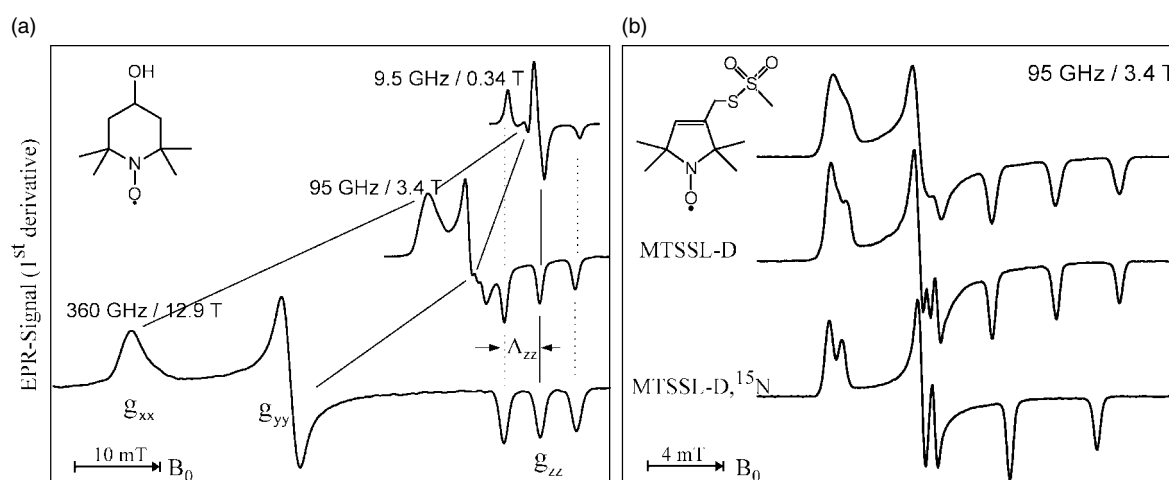 (a)
OH
N
O
9.5 GHz / 0.34 T
95 GHz / 3.4 T
360 GHz / 12.9 T
EPR-Signal (1st derivative)
Azz
gxx
gyy
gzz
10 mT
B0
(b)
O
O
S
S
N
O
95 GHz / 3.4 T
MTSSL-D
MTSSL-D,15N
4 mT
B0